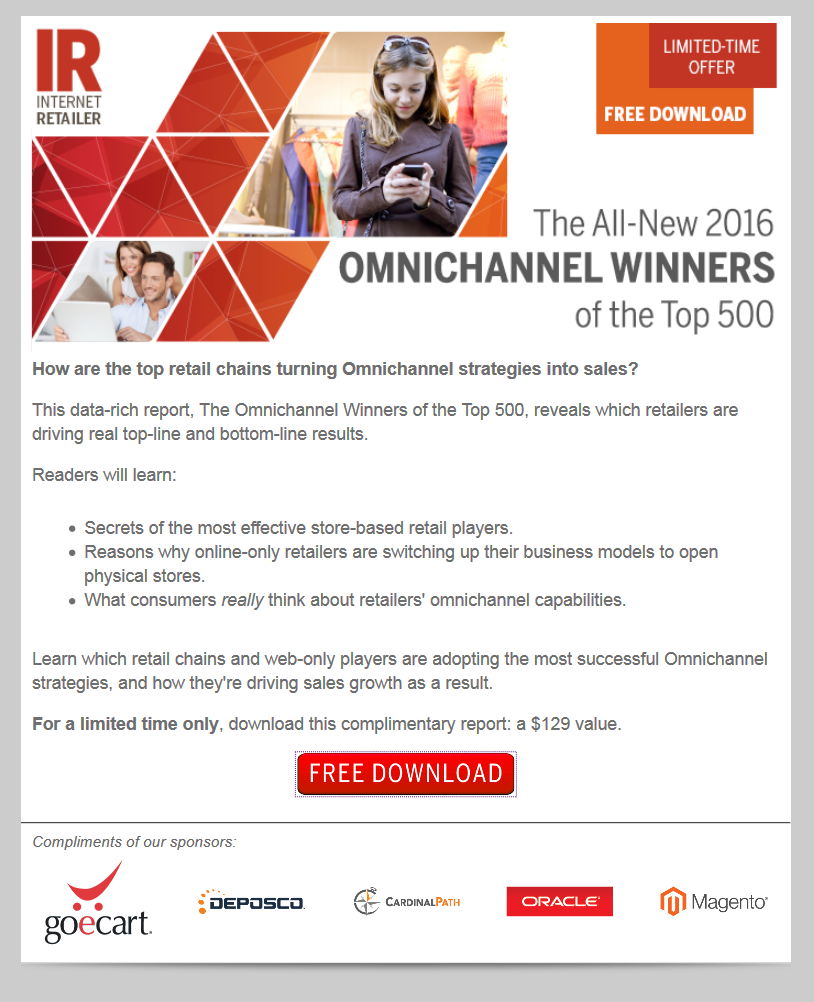 IR
INTERNET
RETAILER
LIMITED-TIME
OFFER
FREE DOWNLOAD
The All-New 2016
OMNICHANNEL WINNERS
of the Top 500
How are the top retail chains turning Omnichannel strategies into sales?
This data-rich report, The Omnichannel Winners of the Top 500, reveals which retailers are
driving real top-line and bottom-line results.
Readers will learn:
• Secrets of the most effective store-based retail players.
• Reasons why online-only retailers are switching up their business models to open
physical stores.
• What consumers really think about retailers' omnichannel capabilities.
Learn which retail chains and web-only players are adopting the most successful Omnichannel
strategies, and how they're driving sales growth as a result.
For a limited time only, download this complimentary report: a $129 value.
FREE DOWNLOAD
Compliments of our sponsors:
goecart.
DEPOSCO.
CARDINALPATH
ORACLE®
Magento®